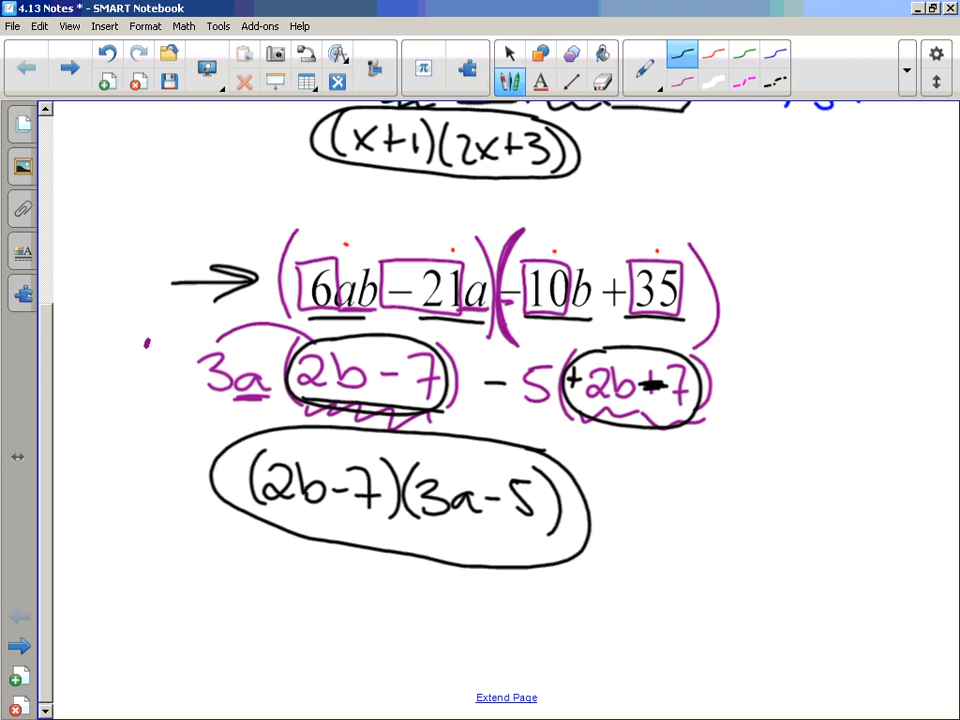 4.13 Notes * - SMART Notebook
File Edit View Insert Format Math Tools Add-ons Help
(x+1)(2x+3)
(6ab – 21a)(–10b + 35)
3a(2b – 7) – 5(+2b – 7)
(2b – 7)(3a – 5)
Extend Page